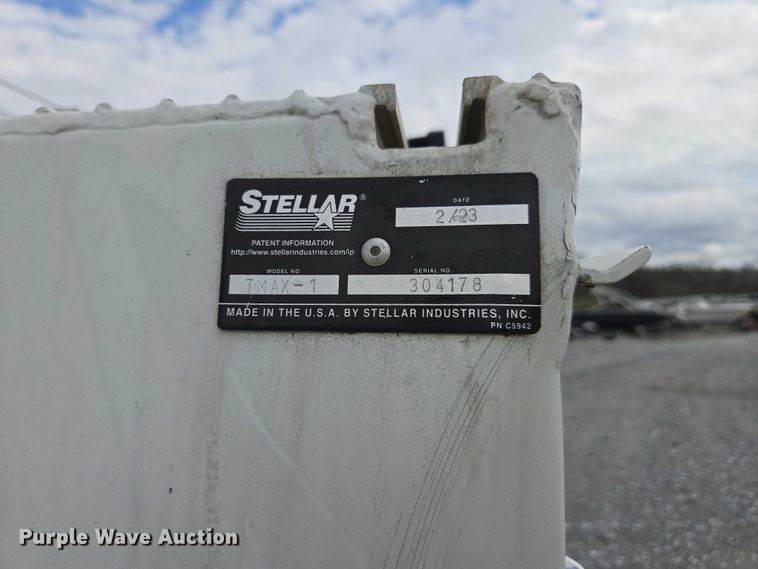 STELLAR®
DATE
2/23
PATENT INFORMATION
http://www.stellarindustries.com/ip
MODEL NO
TMAX-1
SERIAL NO.
304178
MADE IN THE U.S.A. BY STELLAR INDUSTRIES, INC.
PN C5942
Purple Wave Auction